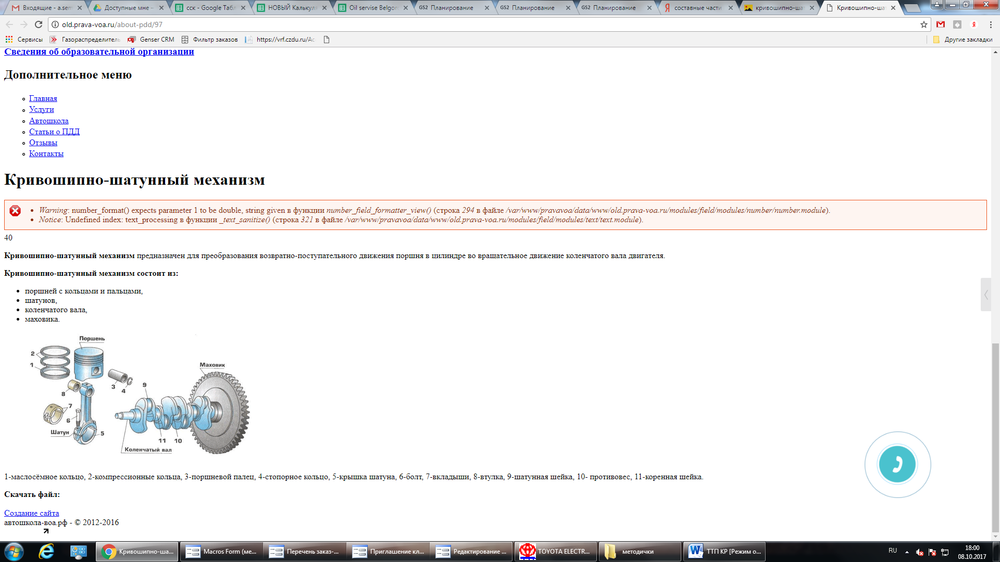 Входящие - a.sem
Доступные мне –
сск - Google Табл
НОВЫЙ Калькуля
Oil servise Belgor
GS2 Планирование
GS2 Планирование
GS2 Планирование
составные части
кривошипно-шат
Кривошипно-шат
old.prava-voa.ru/about-pdd/97
Сервисы
Газораспределитель
Genser CRM
Фильтр заказов
https://vrf.czdu.ru/Ac
Другие закладки
Сведения об образовательной организации
Дополнительное меню
Главная
Услуги
Автошкола
Статьи о ПДД
Отзывы
Контакты
Кривошипно-шатунный механизм
Warning: number_format() expects parameter 1 to be double, string given в функции number_field_formatter_view() (строка 294 в файле /var/www/pravavoa/data/www/old.prava-voa.ru/modules/field/modules/number/number.module).
Notice: Undefined index: text_processing в функции _text_sanitize() (строка 321 в файле /var/www/pravavoa/data/www/old.prava-voa.ru/modules/field/modules/text/text.module).
40
Кривошипно-шатунный механизм предназначен для преобразования возвратно-поступательного движения поршня в цилиндре во вращательное движение коленчатого вала двигателя.
Кривошипно-шатунный механизм состоит из:
поршней с кольцами и пальцами,
шатунов,
коленчатого вала,
маховика.
Поршень
2
1
Маховик
3
4
9
8
7
6
Шатун
5
11
10
Коленчатый вал
1-маслосёмное кольцо, 2-компрессионные кольца, 3-поршневой палец, 4-стопорное кольцо, 5-крышка шатуна, 6-болт, 7-вкладыши, 8-втулка, 9-шатунная шейка, 10- противовес, 11-коренная шейка.
Скачать файл:
Создание сайта
автошкола-воа.рф - © 2012-2016
Кривошипно-ша...
Macros Form (ме...
Перечень заказ-...
Приглашение кл...
Редактирование ...
TOYOTA ELECTR...
методички
ТТП КР [Режим о...
RU
18:00
08.10.2017